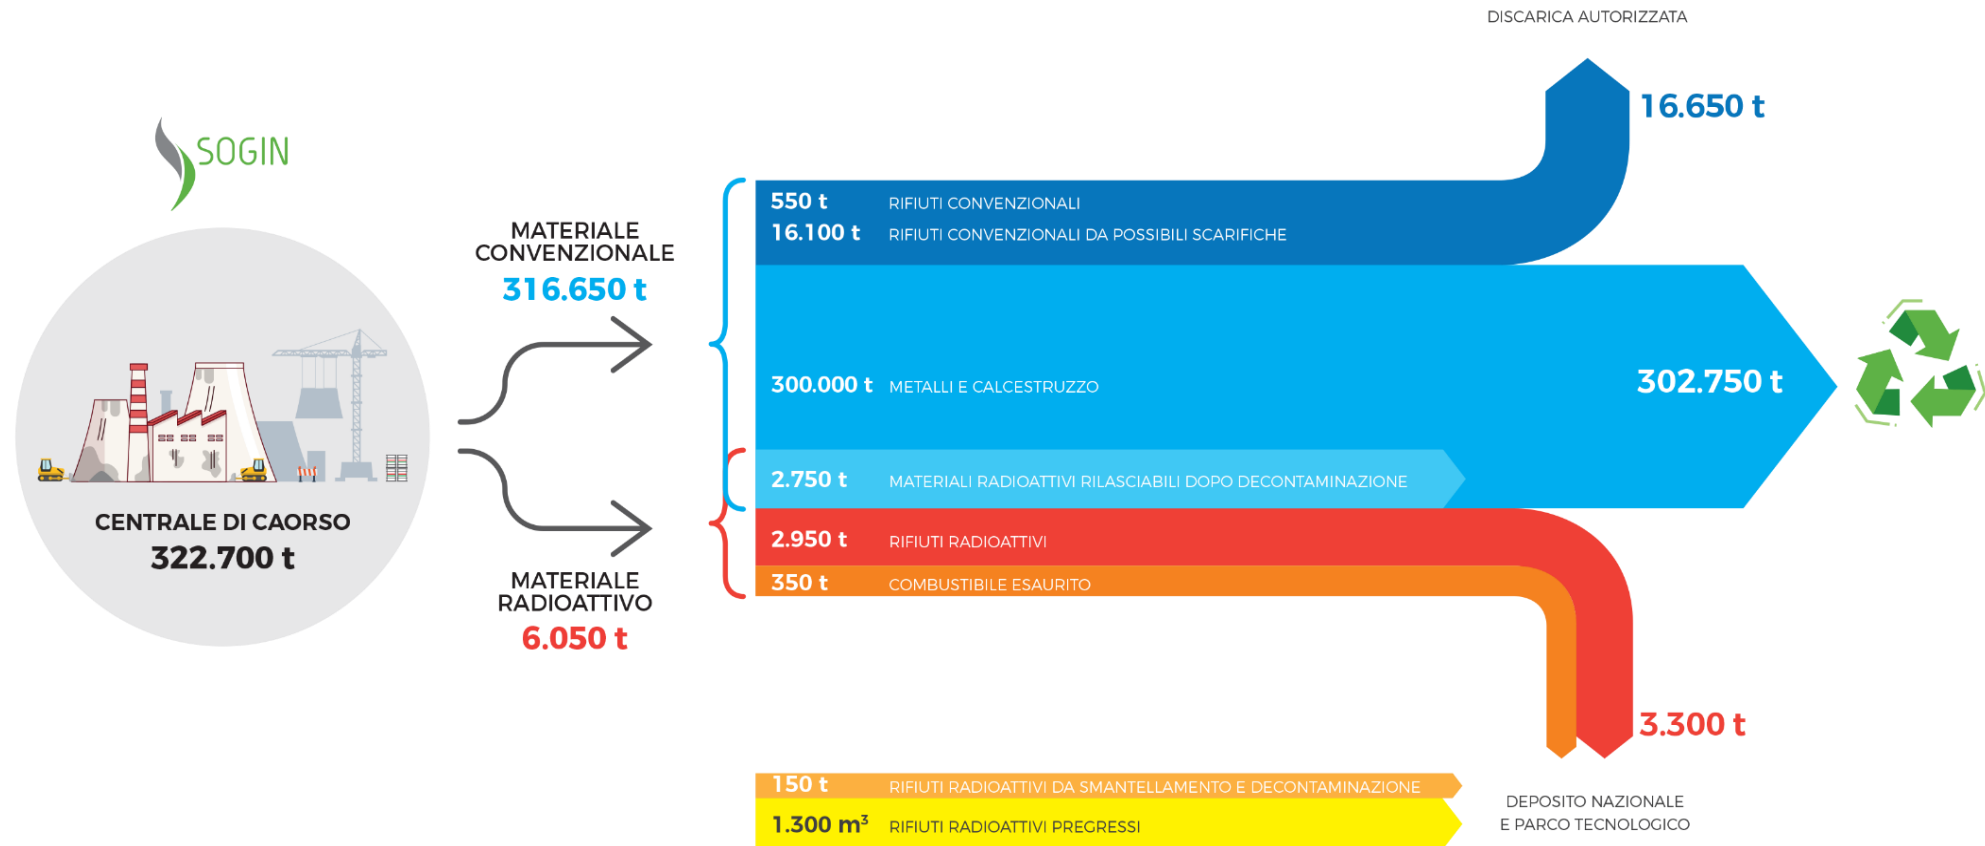 DISCARICA AUTORIZZATA
16.650 t
SOGIN
MATERIALE
CONVENZIONALE
316.650 t
550 t RIFIUTI CONVENZIONALI
16.100 t RIFIUTI CONVENZIONALI DA POSSIBILI SCARIFICHE
300.000 t METALLI E CALCESTRUZZO
302.750 t
2.750 t MATERIALI RADIOATTIVI RILASCIABILI DOPO DECONTAMINAZIONE
CENTRALE DI CAORSO
322.700 t
2.950 t RIFIUTI RADIOATTIVI
350 t COMBUSTIBILE ESAURITO
MATERIALE
RADIOATTIVO
6.050 t
3.300 t
150 t RIFIUTI RADIOATTIVI DA SMANTELLAMENTO E DECONTAMINAZIONE
1.300 m³ RIFIUTI RADIOATTIVI PREGRESSI
DEPOSITO NAZIONALE
E PARCO TECNOLOGICO